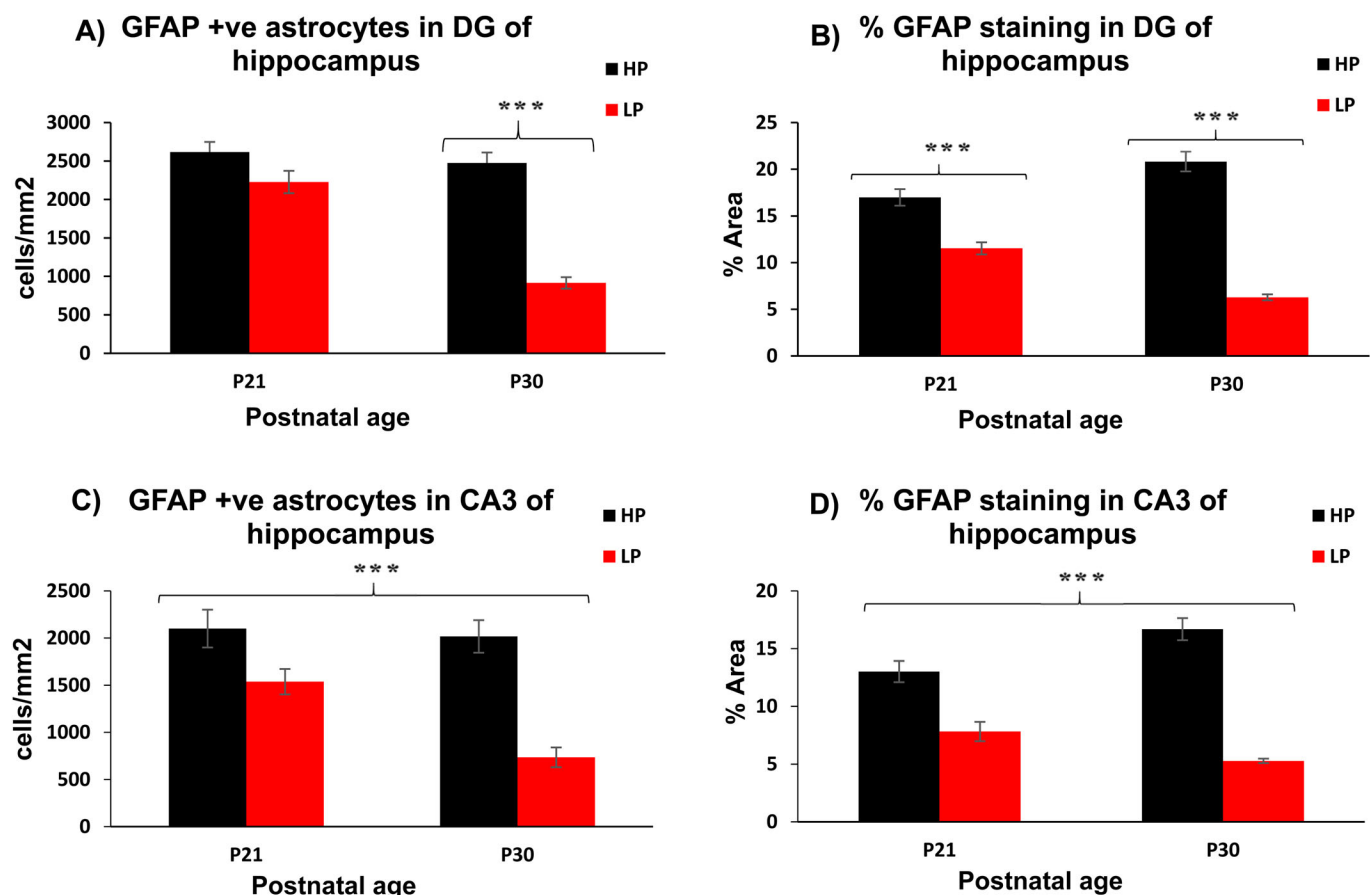 A) GFAP +ve astrocytes in DG of
hippocampus
HP
LP
***
cells/mm2
3000
2500
2000
1500
1000
500
0
P21
P30
Postnatal age
B) % GFAP staining in DG of
hippocampus
HP
LP
***
***
% Area
25
20
15
10
5
0
P21
P30
Postnatal age
C) GFAP +ve astrocytes in CA3 of
hippocampus
HP
LP
***
cells/mm2
2500
2000
1500
1000
500
0
P21
P30
Postnatal age
D) % GFAP staining in CA3 of
hippocampus
HP
LP
***
% Area
20
15
10
5
0
P21
P30
Postnatal age